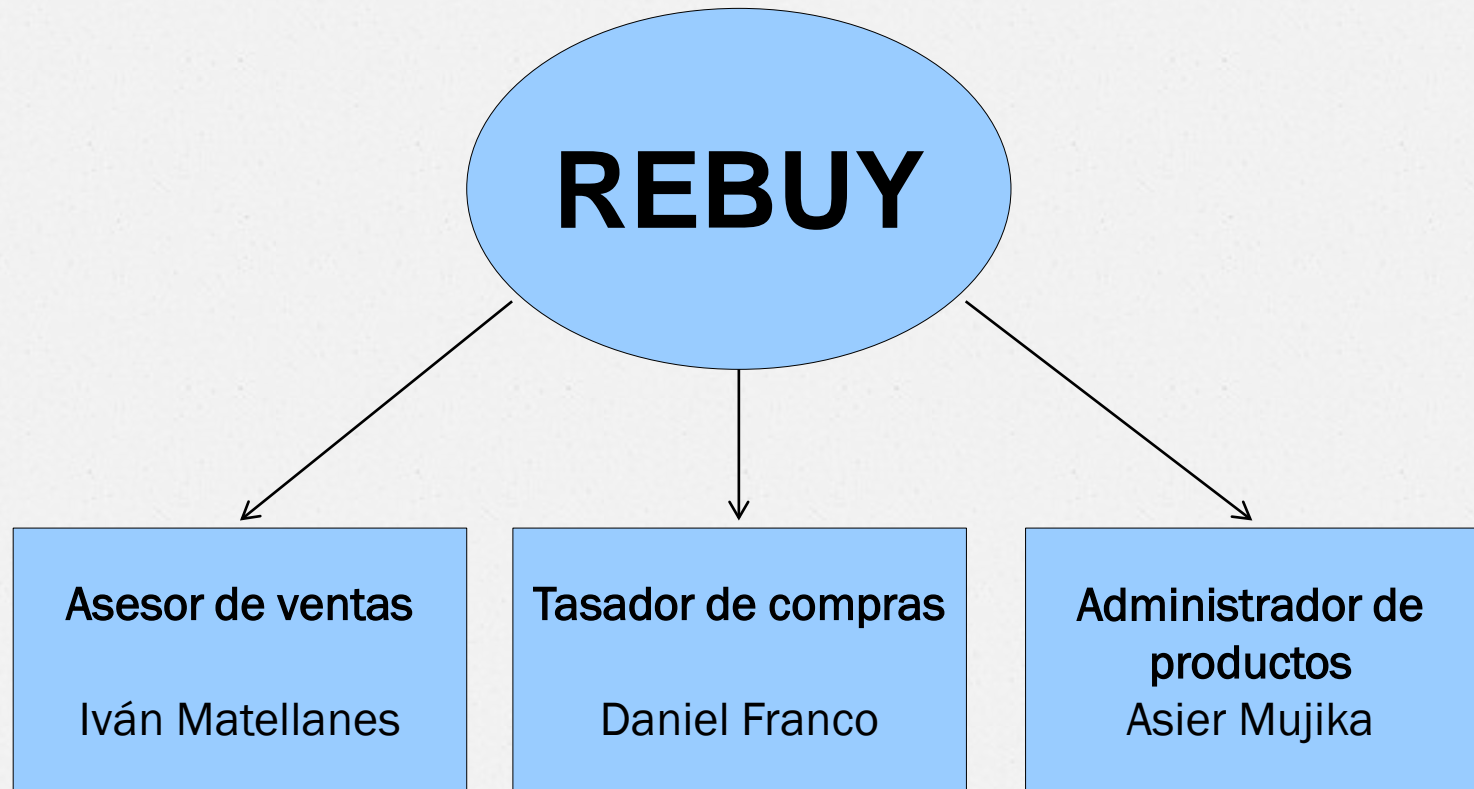 REBUY
Asesor de ventas
Iván Matellanes
Tasador de compras
Daniel Franco
Administrador de
productos
Asier Mujika